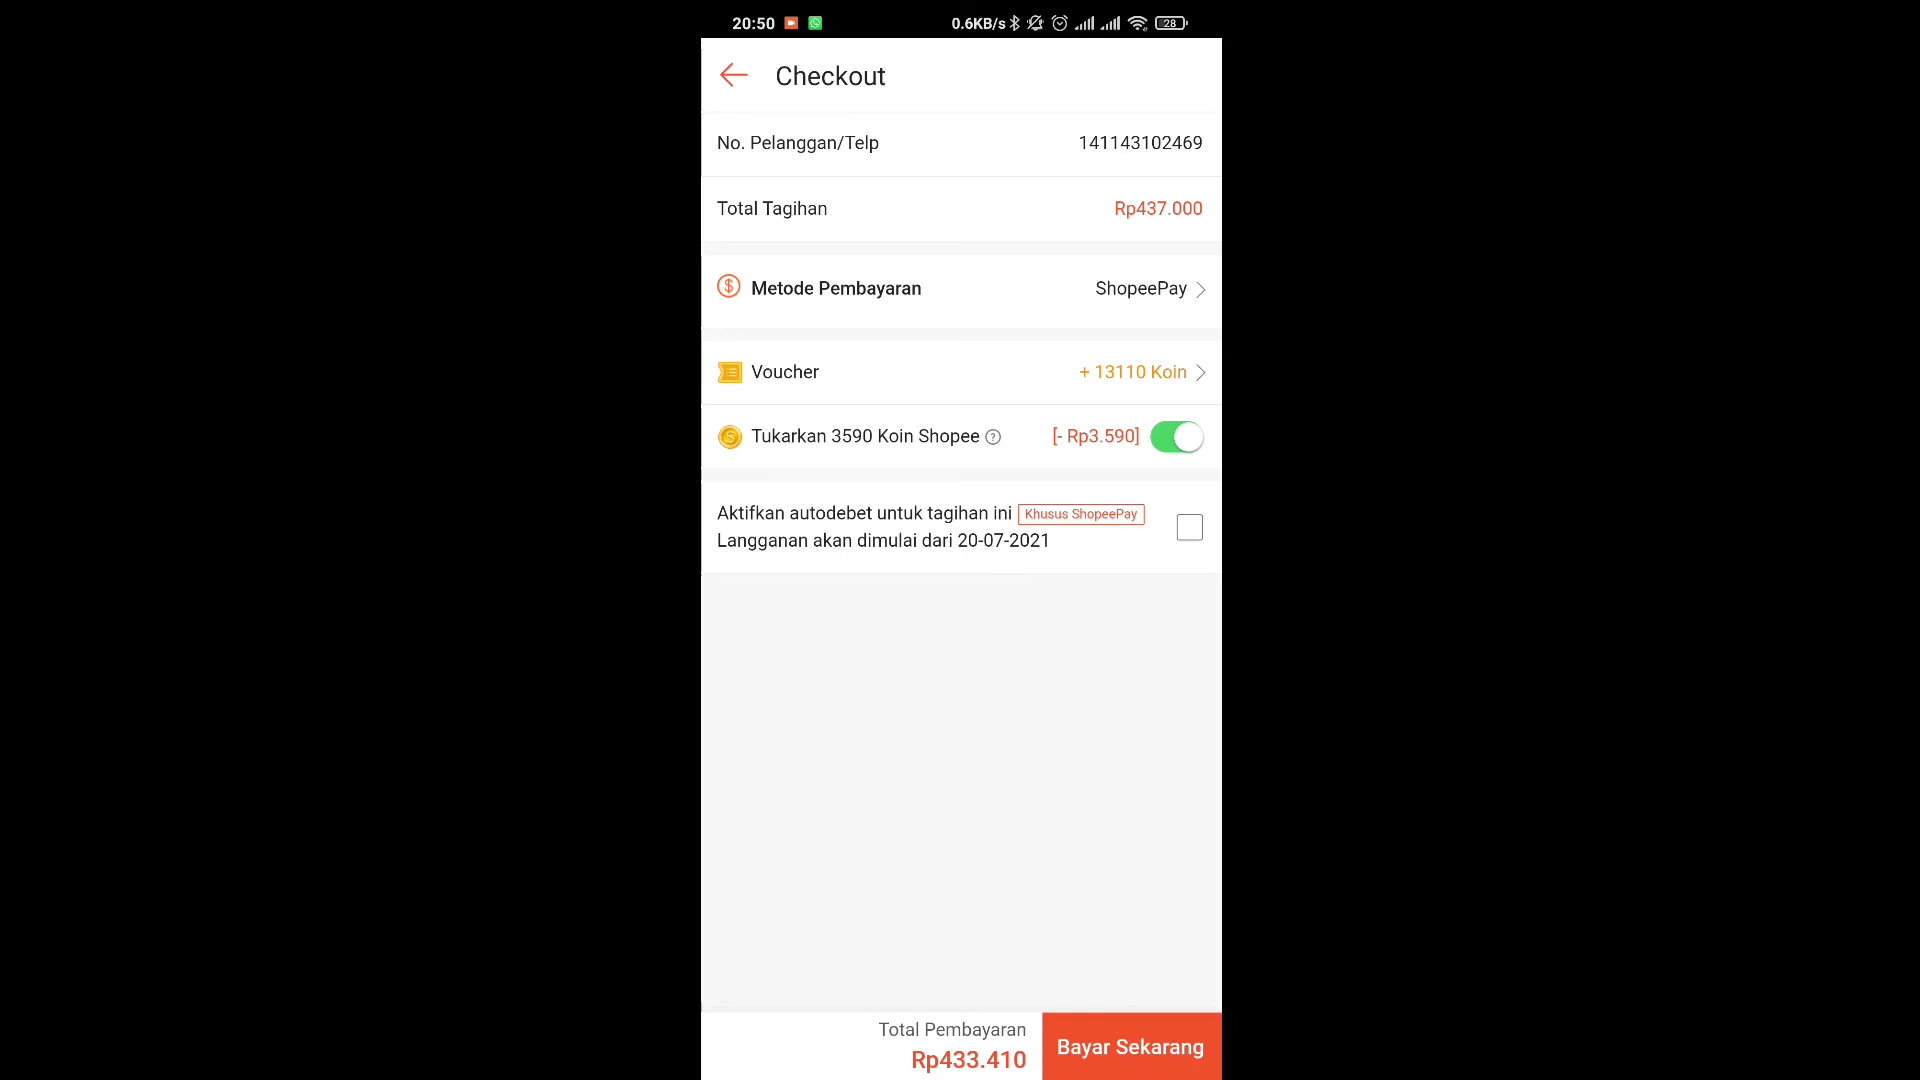 20:50 0.6KB/s 28
Checkout
No. Pelanggan/Telp 141143102469
Total Tagihan Rp437.000
Metode Pembayaran ShopeePay
Voucher + 13110 Koin
Tukarkan 3590 Koin Shopee ? [- Rp3.590]
Aktifkan autodebet untuk tagihan ini Khusus ShopeePay
Langganan akan dimulai dari 20-07-2021
Total Pembayaran
Rp433.410
Bayar Sekarang